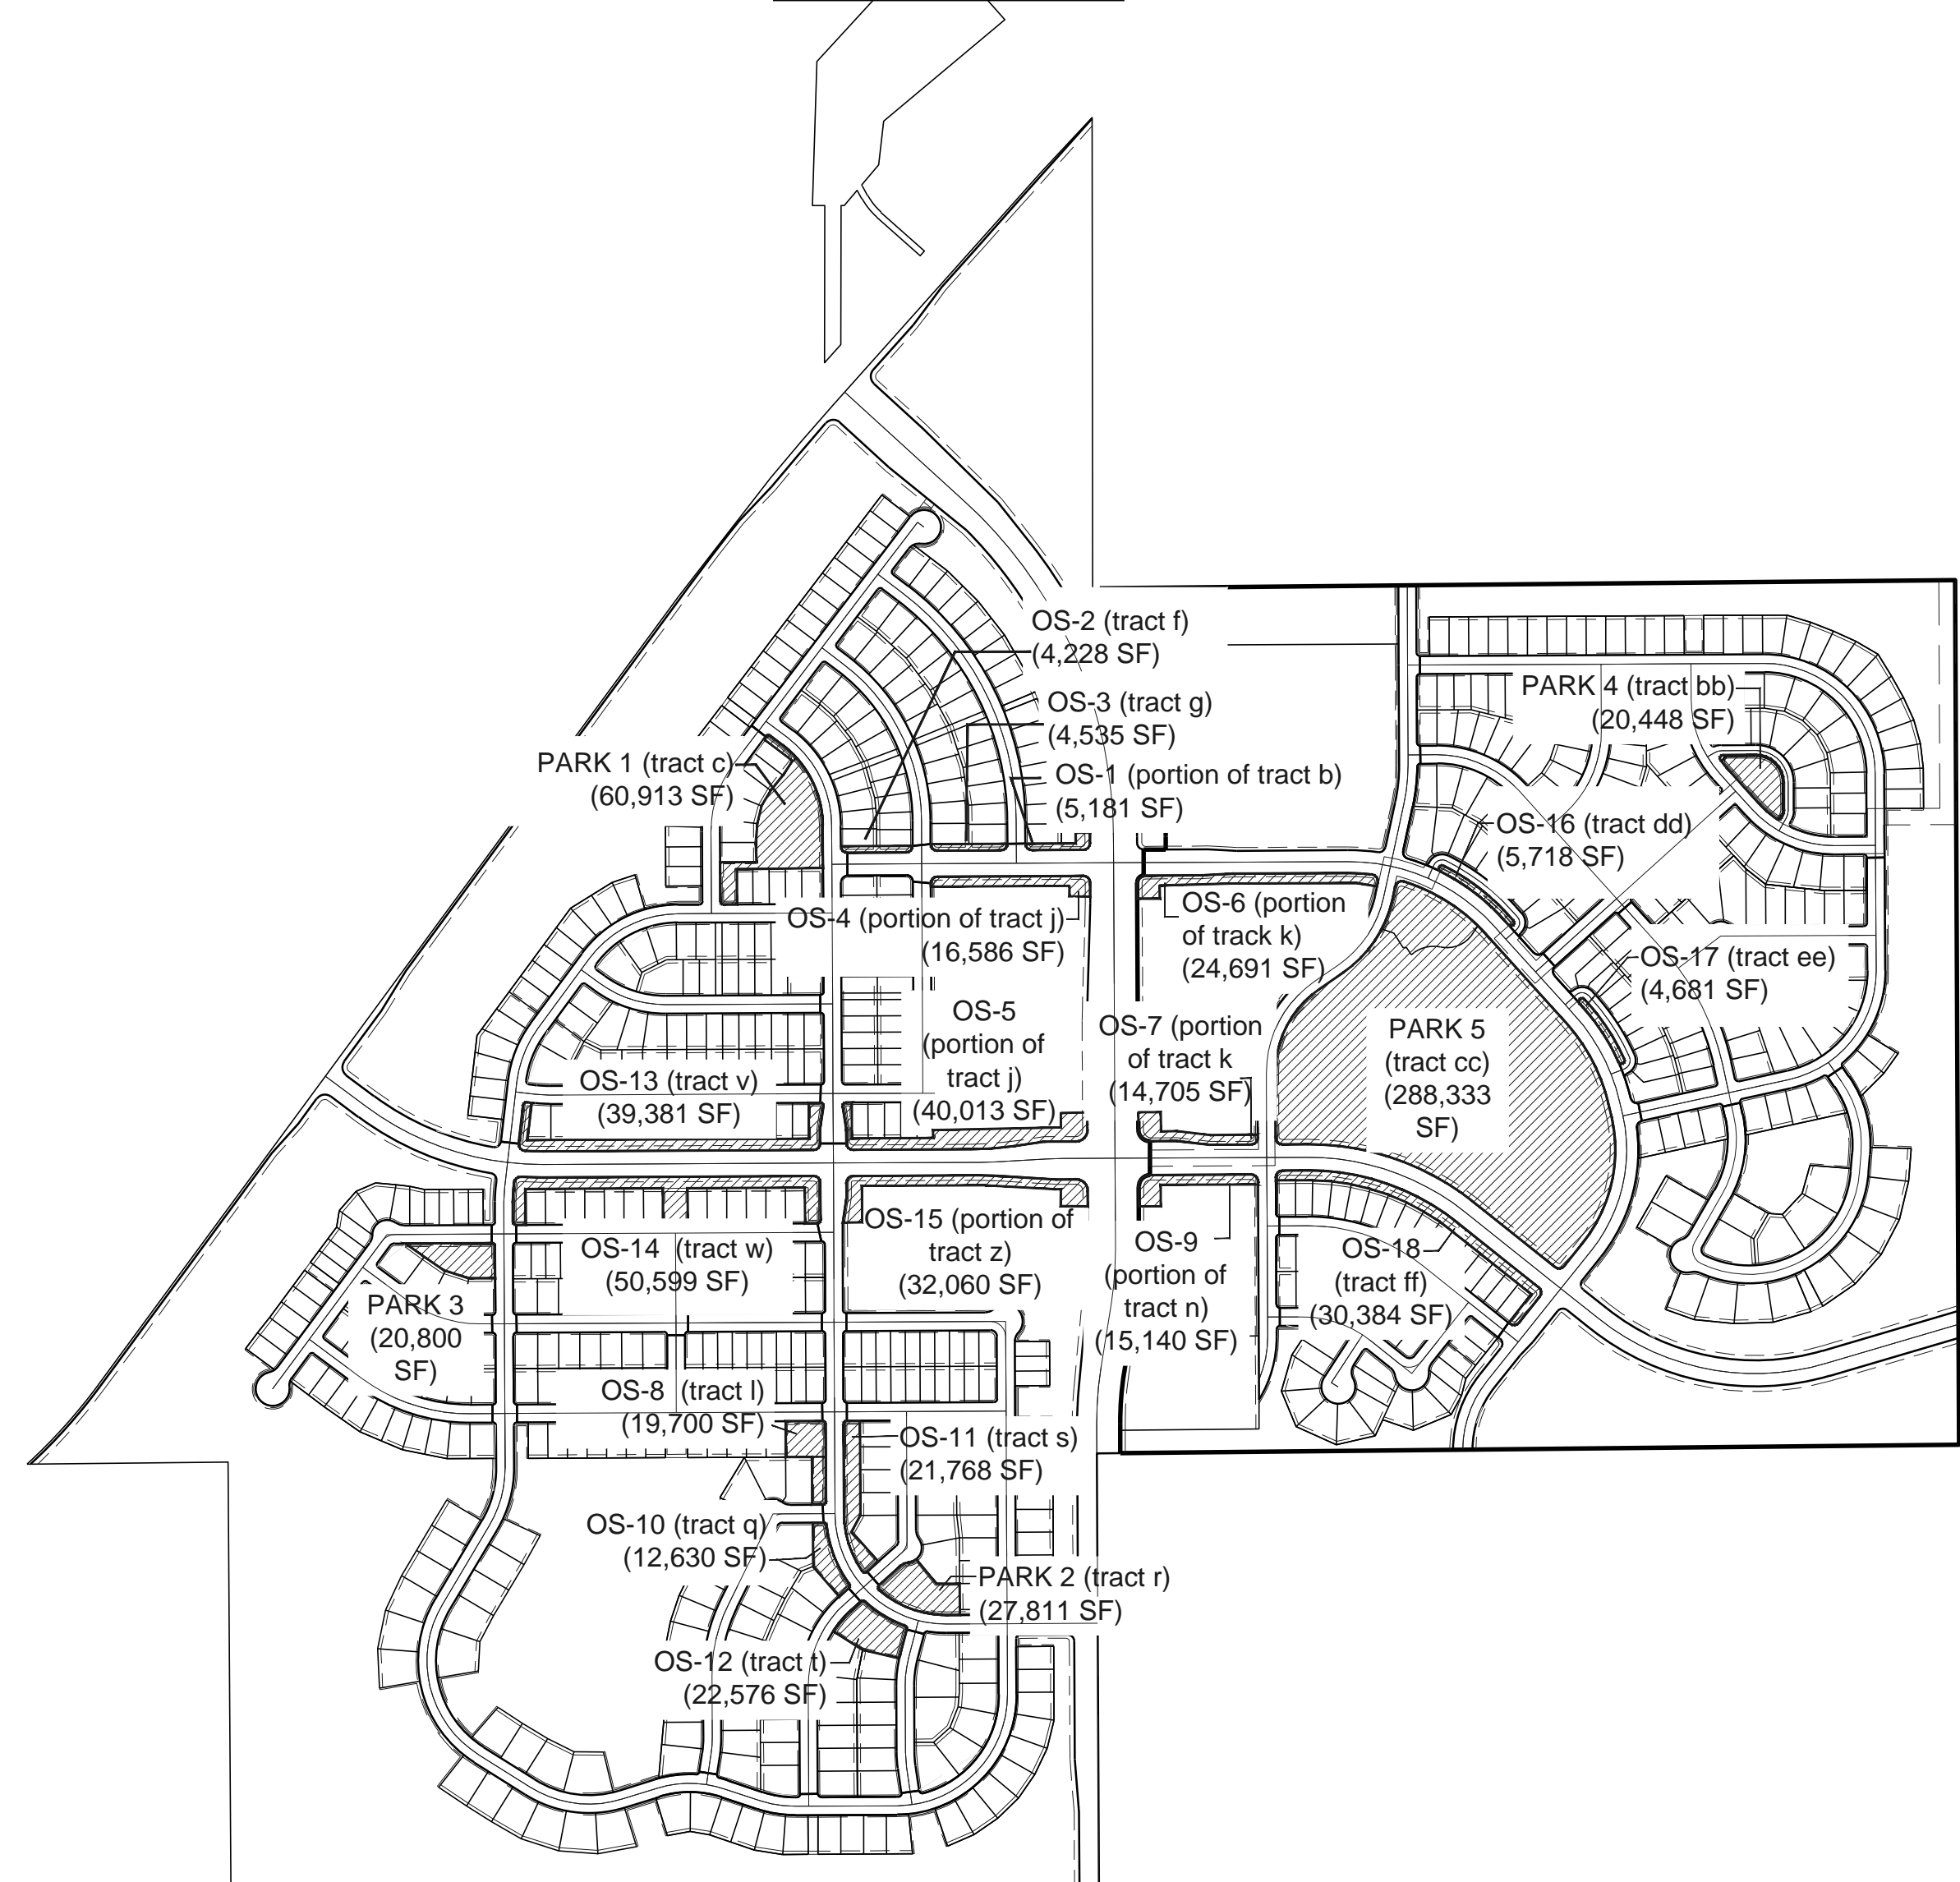 OS-2 (tract f)
(4,228 SF)
OS-3 (tract g)
(4,535 SF)
PARK 4 (tract bb)
(20,448 SF)
PARK 1 (tract c)
(60,913 SF)
OS-1 (portion of tract b)
(5,181 SF)
OS-16 (tract dd)
(5,718 SF)
OS-4 (portion of tract j)
(16,586 SF)
OS-6 (portion
of track k)
(24,691 SF)
OS-17 (tract ee)
(4,681 SF)
OS-5
(portion of
tract j)
(40,013 SF)
OS-7 (portion
of tract k
(14,705 SF)
PARK 5
(tract cc)
(288,333
SF)
OS-13 (tract v)
(39,381 SF)
OS-14 (tract w)
(50,599 SF)
OS-15 (portion of
tract z)
(32,060 SF)
OS-9
(portion of
tract n)
(15,140 SF)
OS-18
(tract ff)
(30,384 SF)
PARK 3
(20,800
SF)
OS-8 (tract l)
(19,700 SF)
OS-11 (tract s)
(21,768 SF)
OS-10 (tract q)
(12,630 SF)
PARK 2 (tract r)
(27,811 SF)
OS-12 (tract t)
(22,576 SF)